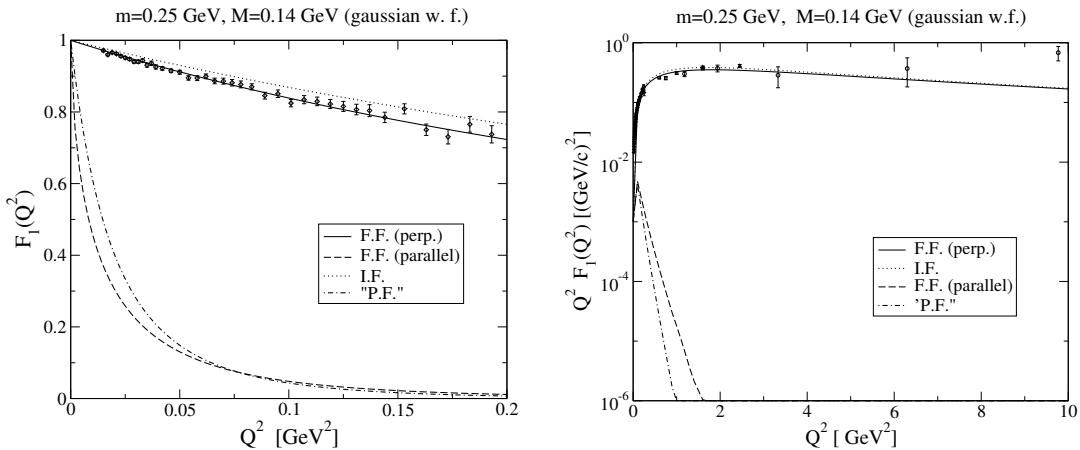 m=0.25 GeV, M=0.14 GeV (gaussian w. f.)
1
0.8
0.6
0.4
0.2
0
F₁(Q²)
F.F. (perp.)
F.F. (parallel)
I.F.
"P.F."
0 0.05 0.1 0.15 0.2
Q² [GeV²]
m=0.25 GeV, M=0.14 GeV (gaussian w.f.)
10⁰
10⁻²
10⁻⁴
10⁻⁶
Q² F₁(Q²) [(GeV/c)²]
F.F. (perp.)
I.F.
F.F. (parallel)
'P.F."
0 2 4 6 8 10
Q² [ GeV²]